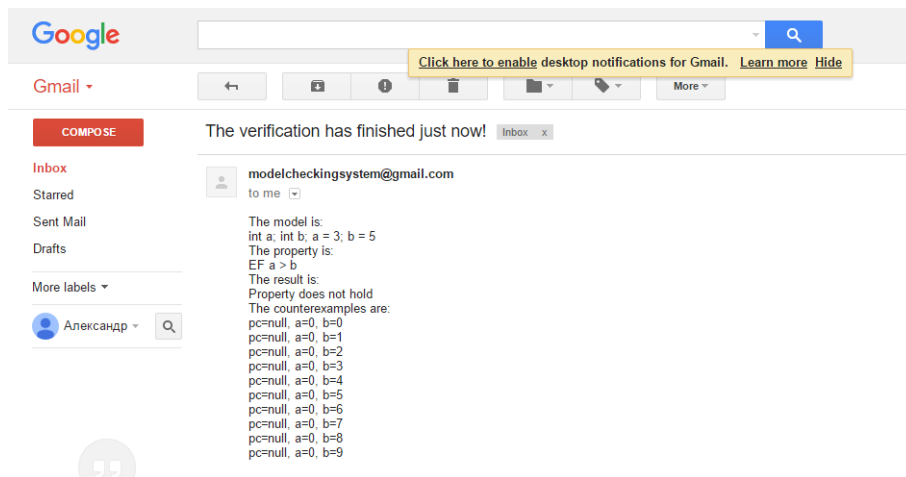 Google
Click here to enable desktop notifications for Gmail. Learn more Hide
Gmail
More
COMPOSE
The verification has finished just now! Inbox x
Inbox
Starred
Sent Mail
Drafts
More labels
Александр
modelcheckingsystem@gmail.com
to me
The model is:
int a; int b; a = 3; b = 5
The property is:
EF a > b
The result is:
Property does not hold
The counterexamples are:
pc=null, a=0, b=0
pc=null, a=0, b=1
pc=null, a=0, b=2
pc=null, a=0, b=3
pc=null, a=0, b=4
pc=null, a=0, b=5
pc=null, a=0, b=6
pc=null, a=0, b=7
pc=null, a=0, b=8
pc=null, a=0, b=9